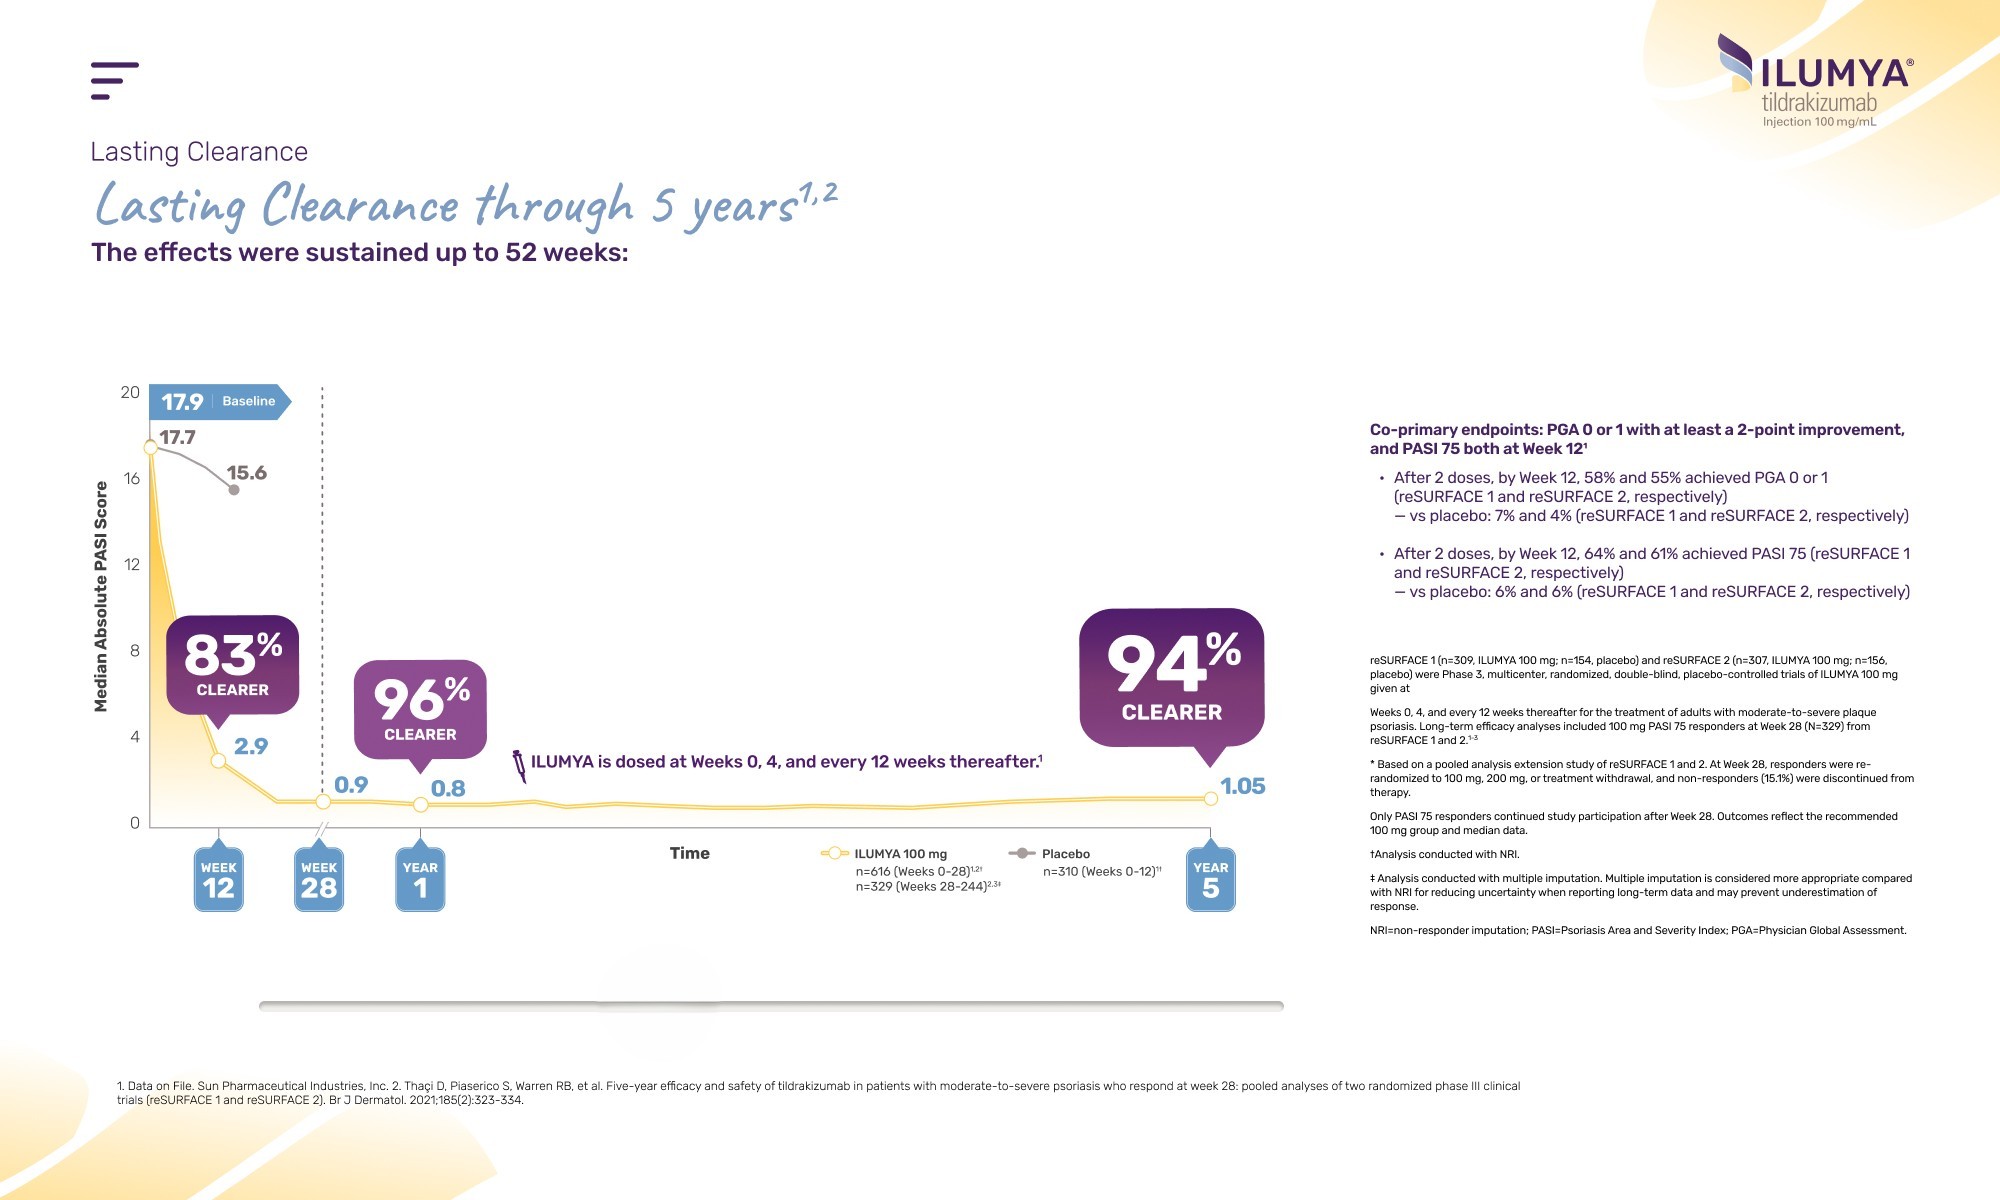 ILUMYA®
tildrakizumab
Injection 100 mg/mL
Lasting Clearance
Lasting Clearance through 5 years1,2
The effects were sustained up to 52 weeks:
Median Absolute PASI Score
20
16
12
8
4
0
17.9 Baseline
17.7
15.6
83%
CLEARER
2.9
0.9
96%
CLEARER
0.8
ILUMYA is dosed at Weeks 0, 4, and every 12 weeks thereafter.1
94%
CLEARER
1.05
WEEK
12
WEEK
28
YEAR
1
Time
ILUMYA 100 mg
n=616 (Weeks 0-28)1,2†
n=329 (Weeks 28-244)2,3‡
Placebo
n=310 (Weeks 0-12)1†
YEAR
5
Co-primary endpoints: PGA 0 or 1 with at least a 2-point improvement,
and PASI 75 both at Week 12¹
• After 2 doses, by Week 12, 58% and 55% achieved PGA 0 or 1
(reSURFACE 1 and reSURFACE 2, respectively)
– vs placebo: 7% and 4% (reSURFACE 1 and reSURFACE 2, respectively)
• After 2 doses, by Week 12, 64% and 61% achieved PASI 75 (reSURFACE 1
and reSURFACE 2, respectively)
– vs placebo: 6% and 6% (reSURFACE 1 and reSURFACE 2, respectively)
reSURFACE 1 (n=309, ILUMYA 100 mg; n=154, placebo) and reSURFACE 2 (n=307, ILUMYA 100 mg; n=156,
placebo) were Phase 3, multicenter, randomized, double-blind, placebo-controlled trials of ILUMYA 100 mg
given at
Weeks 0, 4, and every 12 weeks thereafter for the treatment of adults with moderate-to-severe plaque
psoriasis. Long-term efficacy analyses included 100 mg PASI 75 responders at Week 28 (N=329) from
reSURFACE 1 and 2.1-3
* Based on a pooled analysis extension study of reSURFACE 1 and 2. At Week 28, responders were re-
randomized to 100 mg, 200 mg, or treatment withdrawal, and non-responders (15.1%) were discontinued from
therapy.
Only PASI 75 responders continued study participation after Week 28. Outcomes reflect the recommended
100 mg group and median data.
†Analysis conducted with NRI.
‡ Analysis conducted with multiple imputation. Multiple imputation is considered more appropriate compared
with NRI for reducing uncertainty when reporting long-term data and may prevent underestimation of
response.
NRI=non-responder imputation; PASI=Psoriasis Area and Severity Index; PGA=Physician Global Assessment.
1. Data on File. Sun Pharmaceutical Industries, Inc. 2. Thaçi D, Piaserico S, Warren RB, et al. Five-year efficacy and safety of tildrakizumab in patients with moderate-to-severe psoriasis who respond at week 28: pooled analyses of two randomized phase III clinical
trials (reSURFACE 1 and reSURFACE 2). Br J Dermatol. 2021;185(2):323-334.